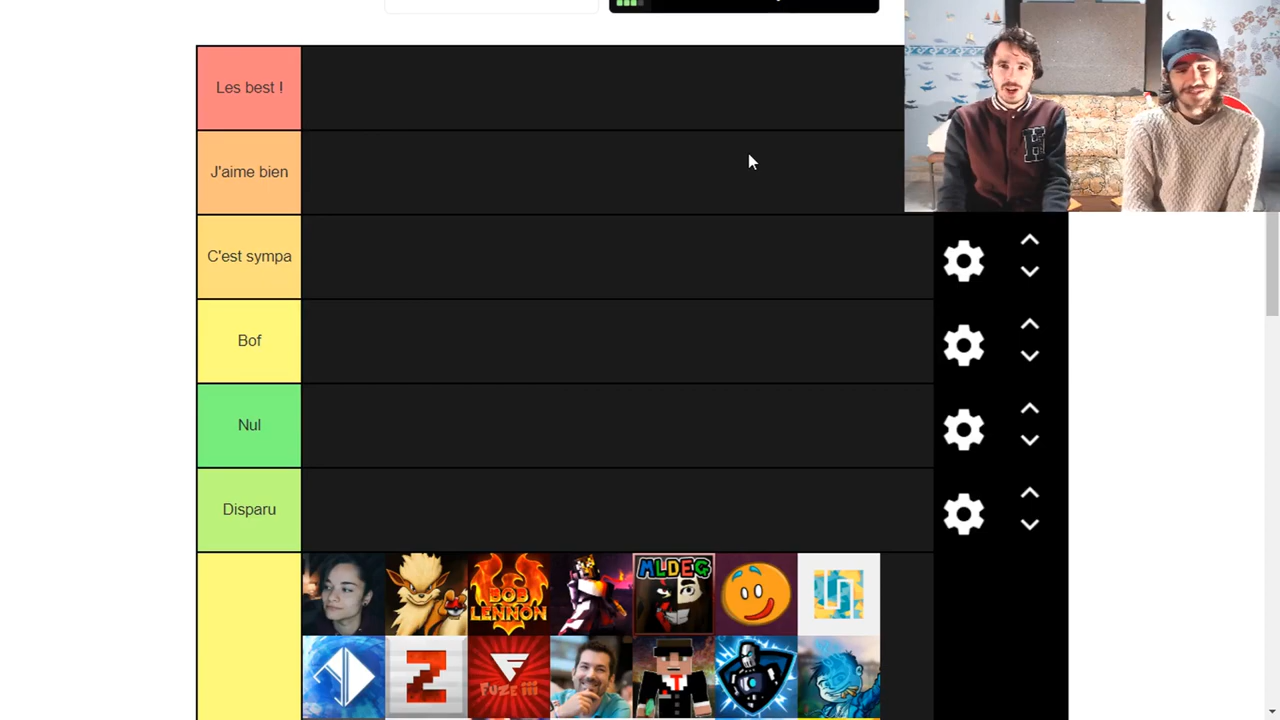 Les best !
J'aime bien
C'est sympa
Bof
Nul
Disparu
BOB
LENNON
MLDEG
Z
FUZE III
H